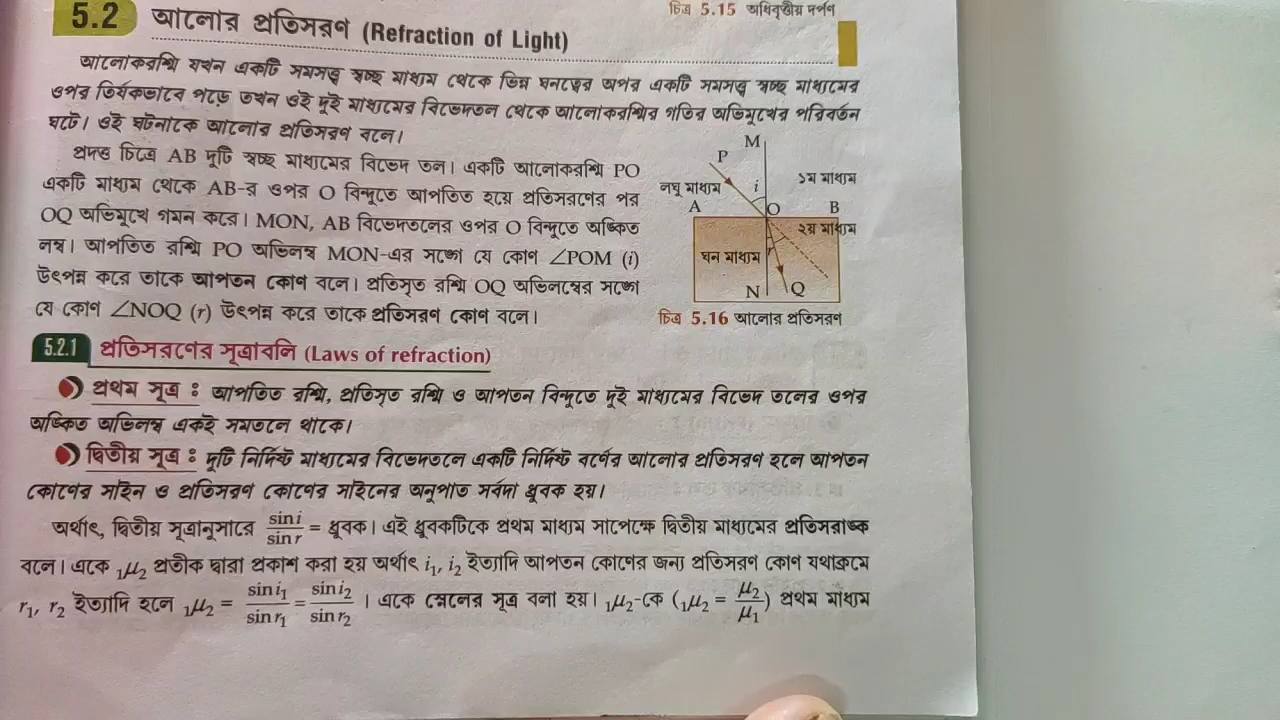 চিত্র 5.15 অধিবৃত্তীয় দর্পণ
5.2 আলোর প্রতিসরণ (Refraction of Light)
আলোকরশ্মি যখন একটি সমসত্ত্ব স্বচ্ছ মাধ্যম থেকে ভিন্ন ঘনত্বের অপর একটি সমসত্ত্ব স্বচ্ছ মাধ্যমের
ওপর তির্যকভাবে পড়ে তখন ওই দুই মাধ্যমের বিভেদতল থেকে আলোকরশ্মির গতির অভিমুখের পরিবর্তন
ঘটে। ওই ঘটনাকে আলোর প্রতিসরণ বলে।
প্রদত্ত চিত্রে AB দুটি স্বচ্ছ মাধ্যমের বিভেদ তল। একটি আলোকরশ্মি PO
একটি মাধ্যম থেকে AB-র ওপর O বিন্দুতে আপতিত হয়ে প্রতিসরণের পর
OQ অভিমুখে গমন করে। MON, AB বিভেদতলের ওপর O বিন্দুতে অঙ্কিত
লম্ব। আপতিত রশ্মি PO অভিলম্ব MON-এর সঙ্গে যে কোণ ∠POM (i)
উৎপন্ন করে তাকে আপতন কোণ বলে। প্রতিসৃত রশ্মি OQ অভিলম্বের সঙ্গে
যে কোণ ∠NOQ (r) উৎপন্ন করে তাকে প্রতিসরণ কোণ বলে।
M
P
লঘু মাধ্যম
i
১ম মাধ্যম
A
O
B
২য় মাধ্যম
ঘন মাধ্যম
r
N
Q
চিত্র 5.16 আলোর প্রতিসরণ
5.2.1 প্রতিসরণের সূত্রাবলি (Laws of refraction)
প্রথম সূত্র : আপতিত রশ্মি, প্রতিসৃত রশ্মি ও আপতন বিন্দুতে দুই মাধ্যমের বিভেদ তলের ওপর
অঙ্কিত অভিলম্ব একই সমতলে থাকে।
দ্বিতীয় সূত্র : দুটি নির্দিষ্ট মাধ্যমের বিভেদতলে একটি নির্দিষ্ট বর্ণের আলোর প্রতিসরণ হলে আপতন
কোণের সাইন ও প্রতিসরণ কোণের সাইনের অনুপাত সর্বদা ধ্রুবক হয়।
অর্থাৎ, দ্বিতীয় সূত্রানুসারে sin i / sin r = ধ্রুবক। এই ধ্রুবকটিকে প্রথম মাধ্যম সাপেক্ষে দ্বিতীয় মাধ্যমের প্রতিসরাঙ্ক
বলে। একে ₁μ₂ প্রতীক দ্বারা প্রকাশ করা হয় অর্থাৎ i₁, i₂ ইত্যাদি আপতন কোণের জন্য প্রতিসরণ কোণ যথাক্রমে
r₁, r₂ ইত্যাদি হলে ₁μ₂ = sin i₁ / sin r₁ = sin i₂ / sin r₂ । একে স্নেলের সূত্র বলা হয়। ₁μ₂-কে (₁μ₂ = μ₂ / μ₁) প্রথম মাধ্যম